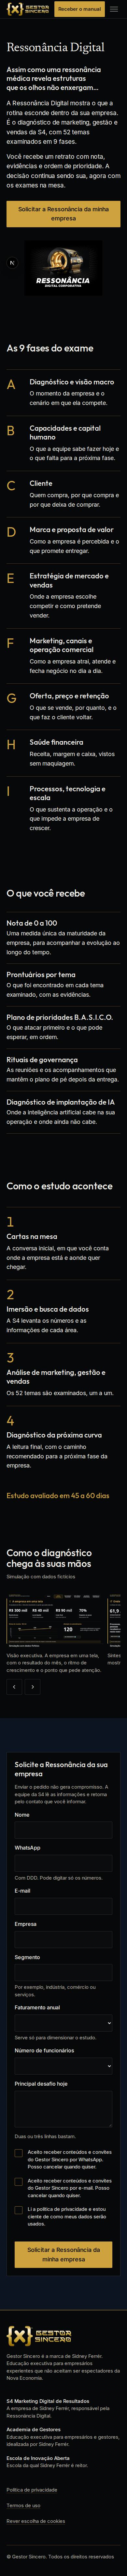 GESTOR
SINCERO
Receber o manual
Ressonância Digital
Assim como uma ressonância
médica revela estruturas
que os olhos não enxergam...
A Ressonância Digital mostra o que a
rotina esconde dentro da sua empresa.
É o diagnóstico de marketing, gestão e
vendas da S4, com 52 temas
examinados em 9 fases.
Você recebe um retrato com nota,
evidências e ordem de prioridade. A
decisão continua sendo sua, agora com
os exames na mesa.
Solicitar a Ressonância da minha
empresa
RESSONÂNCIA
DIGITAL CORPORATIVA
As 9 fases do exame
A
Diagnóstico e visão macro
O momento da empresa e o
cenário em que ela compete.
B
Capacidades e capital
humano
O que a equipe sabe fazer hoje e
o que falta para a próxima fase.
C
Cliente
Quem compra, por que compra e
por que deixa de comprar.
D
Marca e proposta de valor
Como a empresa é percebida e o
que promete entregar.
E
Estratégia de mercado e
vendas
Onde a empresa escolhe
competir e como pretende
vender.
F
Marketing, canais e
operação comercial
Como a empresa atrai, atende e
fecha negócio no dia a dia.
G
Oferta, preço e retenção
O que se vende, por quanto, e o
que faz o cliente voltar.
H
Saúde financeira
Receita, margem e caixa, vistos
sem maquiagem.
I
Processos, tecnologia e
escala
O que sustenta a operação e o
que impede a empresa de
crescer.
O que você recebe
Nota de 0 a 100
Uma medida única da maturidade da
empresa, para acompanhar a evolução ao
longo do tempo.
Prontuários por tema
O que foi encontrado em cada tema
examinado, com as evidências.
Plano de prioridades B.A.S.I.C.O.
O que atacar primeiro e o que pode
esperar, em ordem.
Rituais de governança
As reuniões e os acompanhamentos que
mantêm o plano de pé depois da entrega.
Diagnóstico de implantação de IA
Onde a inteligência artificial cabe na sua
operação e onde ainda não cabe.
Como o estudo acontece
1
Cartas na mesa
A conversa inicial, em que você conta
onde a empresa está e aonde quer
chegar.
2
Imersão e busca de dados
A S4 levanta os números e as
informações de cada área.
3
Análise de marketing, gestão e
vendas
Os 52 temas são examinados, um a um.
4
Diagnóstico da próxima curva
A leitura final, com o caminho
recomendado para a próxima fase da
empresa.
Estudo avaliado em 45 a 60 dias
Como o diagnóstico
chega às suas mãos
Simulação com dados fictícios
Visão executiva. A empresa em uma tela,
com resultado do mês, o ritmo de
crescimento e o ponto que pede atenção.
Solicite a Ressonância da sua
empresa
Enviar o pedido não gera compromisso. A
equipe da S4 lê as informações e retorna
pelo contato que você informar.
Nome
WhatsApp
Com DDD. Pode digitar só os números.
E-mail
Empresa
Segmento
Por exemplo, indústria, comércio ou
serviços.
Faturamento anual
Serve só para dimensionar o estudo.
Número de funcionários
Principal desafio hoje
Duas ou três linhas bastam.
Aceito receber conteúdos e convites
do Gestor Sincero por WhatsApp.
Posso cancelar quando quiser.
Aceito receber conteúdos e convites
do Gestor Sincero por e-mail. Posso
cancelar quando quiser.
Li a política de privacidade e estou
ciente de como meus dados serão
usados.
Solicitar a Ressonância da
minha empresa
GESTOR
SINCERO
Gestor Sincero é a marca de Sidney Ferrér.
Educação executiva para empresários
experientes que não aceitam ser espectadores da
Nova Economia.
S4 Marketing Digital de Resultados
A empresa de Sidney Ferrér, responsável pela
Ressonância Digital.
Academia de Gestores
Educação executiva para empresários e gestores,
idealizada por Sidney Ferrér.
Escola de Inovação Aberta
Escola da qual Sidney Ferrér é reitor.
Política de privacidade
Termos de uso
Rever escolha de cookies
© Gestor Sincero. Todos os direitos reservados